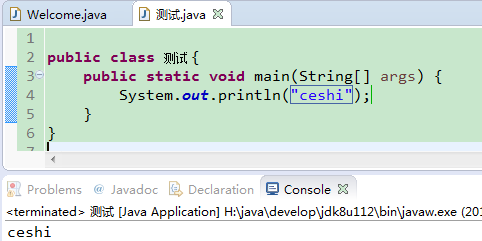 Welcome.java 测试.java
1
2 public class 测试 {
3 public static void main(String[] args) {
4 System.out.println("ceshi");
5 }
6 }
7
Problems @ Javadoc Declaration Console
<terminated> 测试 [Java Application] H:\java\develop\jdk8u112\bin\javaw.exe (201
ceshi